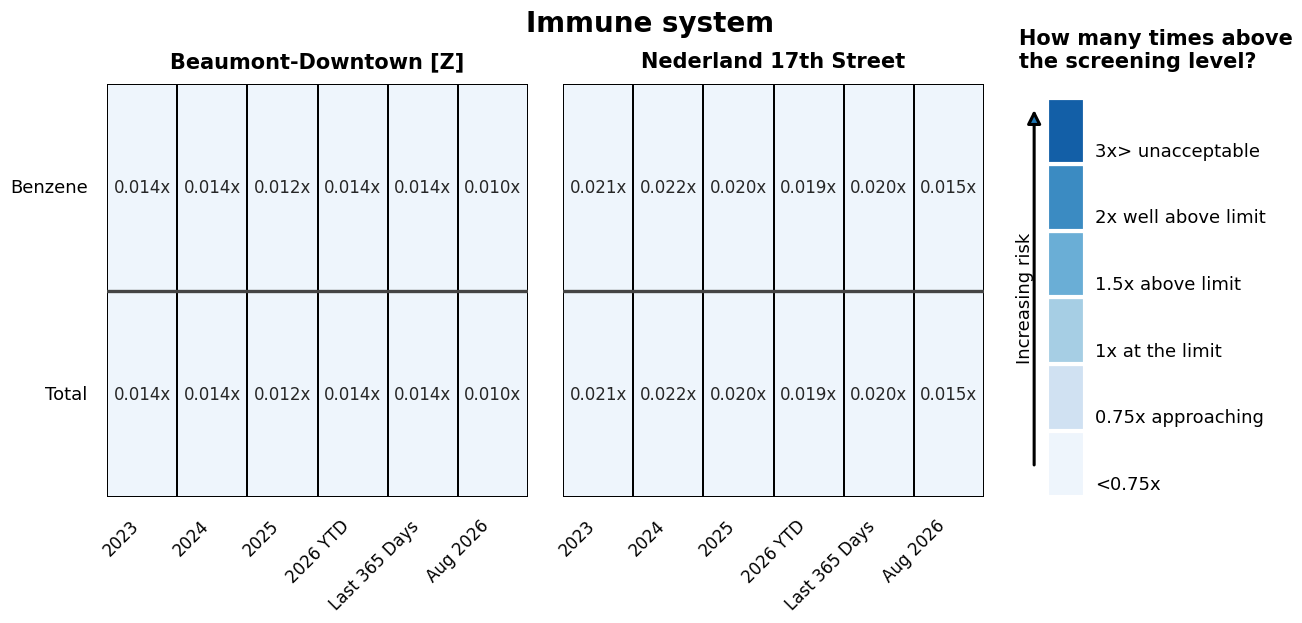 Immune system
Beaumont-Downtown [Z]
Nederland 17th Street
How many times above
the screening level?
Benzene
0.014x 0.014x 0.012x 0.014x 0.014x 0.010x
0.021x 0.022x 0.020x 0.019x 0.020x 0.015x
Total
0.014x 0.014x 0.012x 0.014x 0.014x 0.010x
0.021x 0.022x 0.020x 0.019x 0.020x 0.015x
2023
2024
2025
2026 YTD
Last 365 Days
Aug 2026
2023
2024
2025
2026 YTD
Last 365 Days
Aug 2026
Increasing risk
3x> unacceptable
2x well above limit
1.5x above limit
1x at the limit
0.75x approaching
<0.75x